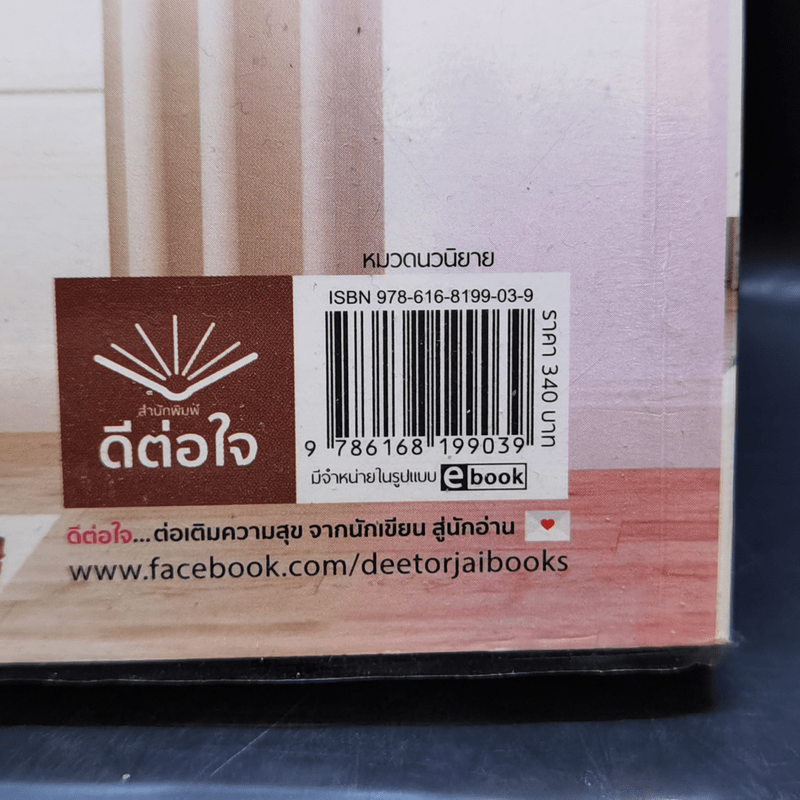 หมวดนวนิยาย
ISBN 978-616-8199-03-9
ราคา 340 บาท
9 786168 199039
มีจำหน่ายในรูปแบบ ebook
สำนักพิมพ์
ดีต่อใจ
ดีต่อใจ...ต่อเติมความสุข จากนักเขียน สู่นักอ่าน
www.facebook.com/deetorjaibooks